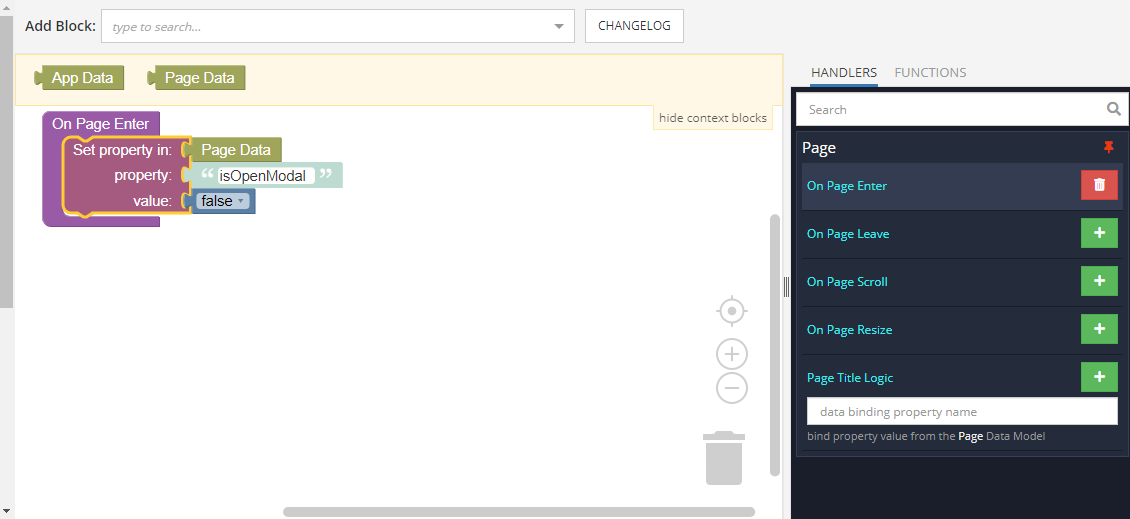 Add Block:
type to search...
CHANGELOG
App Data
Page Data
hide context blocks
On Page Enter
Set property in:
Page Data
property:
“ isOpenModal ”
value:
false
HANDLERS
FUNCTIONS
Search
Page
On Page Enter
On Page Leave
On Page Scroll
On Page Resize
Page Title Logic
data binding property name
bind property value from the Page Data Model